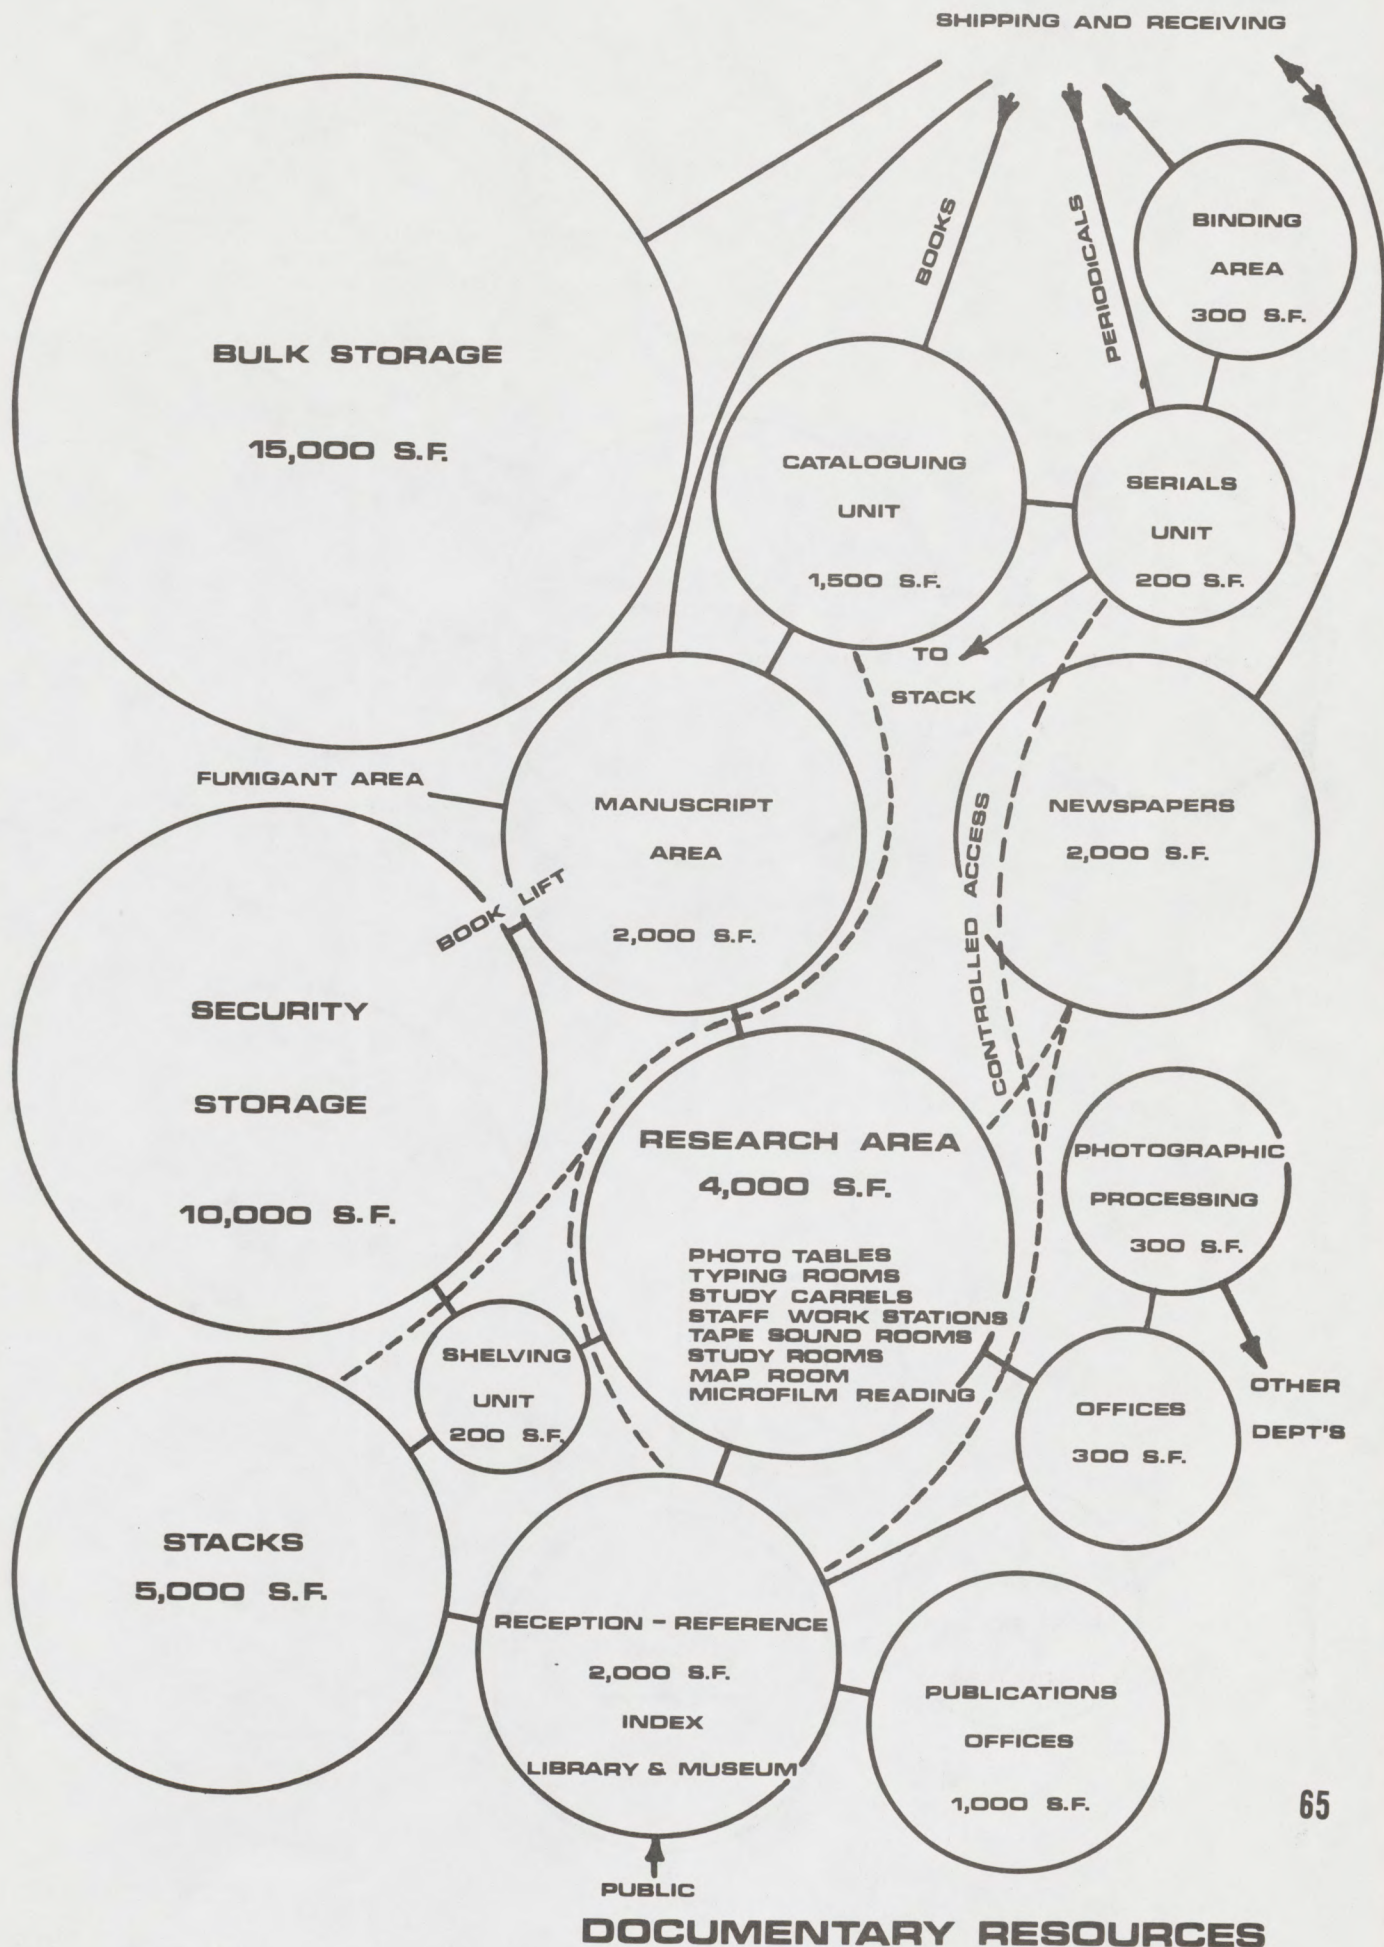 SHIPPING AND RECEIVING
BOOKS
PERIODICALS
BINDING
AREA
300 S.F.
BULK STORAGE
15,000 S.F.
CATALOGUING
UNIT
1,500 S.F.
SERIALS
UNIT
200 S.F.
TO
STACK
FUMIGANT AREA
MANUSCRIPT
AREA
2,000 S.F.
BOOK LIFT
CONTROLLED ACCESS
NEWSPAPERS
2,000 S.F.
SECURITY
STORAGE
10,000 S.F.
RESEARCH AREA
4,000 S.F.
PHOTO TABLES
TYPING ROOMS
STUDY CARRELS
STAFF WORK STATIONS
TAPE SOUND ROOMS
STUDY ROOMS
MAP ROOM
MICROFILM READING
PHOTOGRAPHIC
PROCESSING
300 S.F.
OTHER
DEPT'S
SHELVING
UNIT
200 S.F.
OFFICES
300 S.F.
STACKS
5,000 S.F.
RECEPTION - REFERENCE
2,000 S.F.
INDEX
LIBRARY & MUSEUM
PUBLICATIONS
OFFICES
1,000 S.F.
65
PUBLIC
DOCUMENTARY RESOURCES